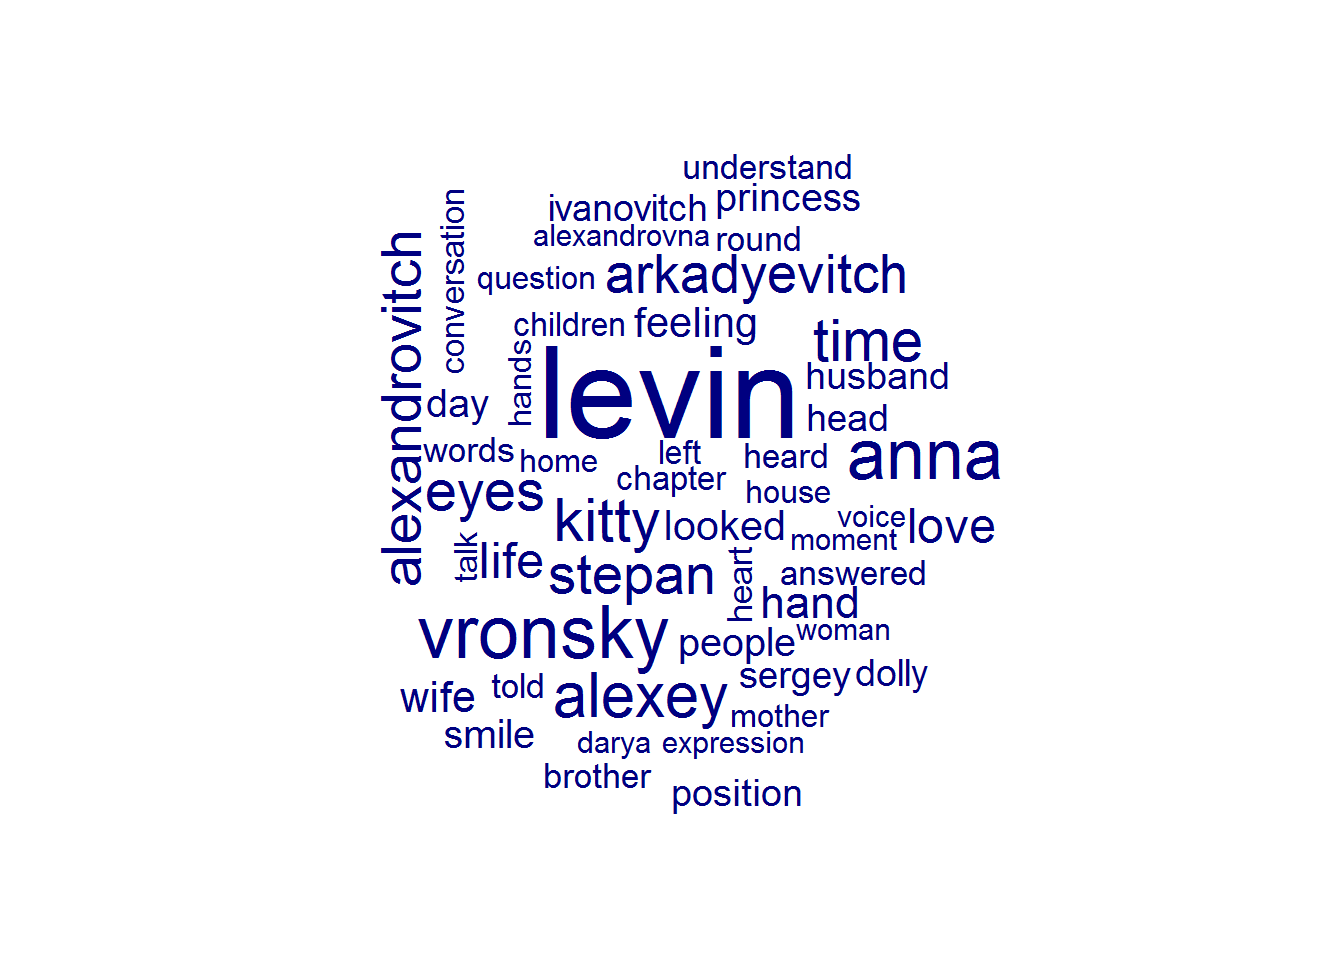 understand
princess
ivanovitch
alexandrovna
round
conversation
alexandrovitch
question
arkadyevitch
children
feeling
time
hands
levin
husband
day
head
words
home
left
heard
anna
chapter
eyes
house
kitty
looked
voice
love
moment
talk
life
stepan
heart
answered
hand
vronsky
people
woman
sergey
dolly
wife
told
alexey
mother
smile
darya
expression
brother
position